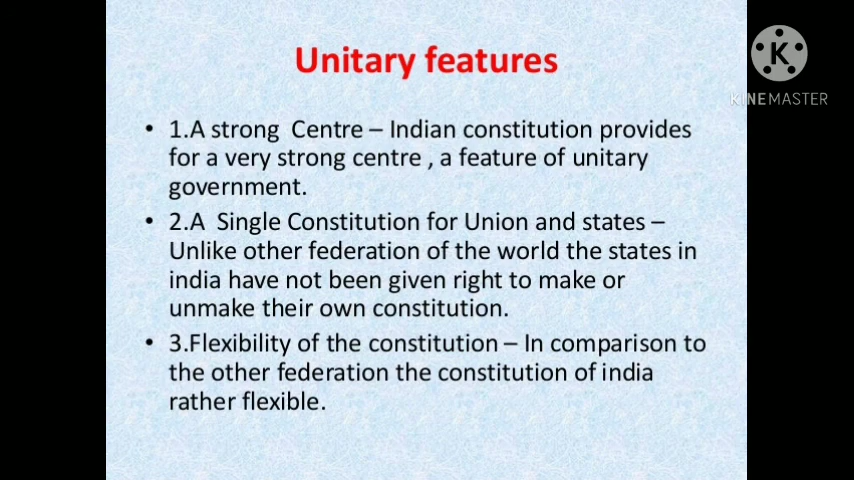 Unitary features
K
KINEMASTER
• 1.A strong Centre – Indian constitution provides
for a very strong centre , a feature of unitary
government.
• 2.A Single Constitution for Union and states –
Unlike other federation of the world the states in
india have not been given right to make or
unmake their own constitution.
• 3.Flexibility of the constitution – In comparison to
the other federation the constitution of india
rather flexible.